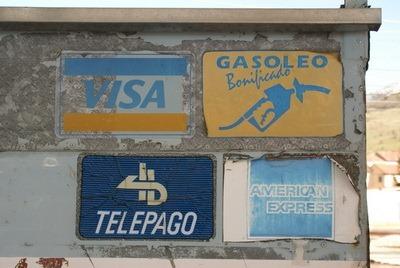 VISA
GASOLEO
Bonificado
TELEPAGO
AMERICAN
EXPRESS